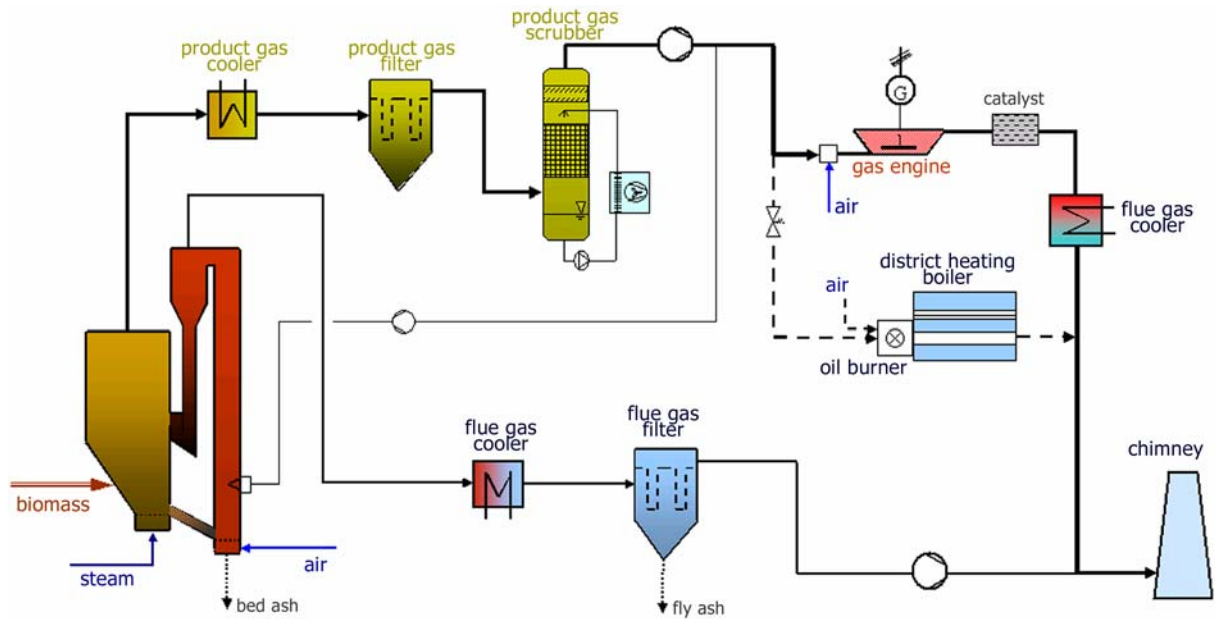 product gas
cooler
product gas
filter
product gas
scrubber
G
catalyst
gas engine
air
flue gas
cooler
district heating
boiler
air
oil burner
flue gas
cooler
flue gas
filter
chimney
biomass
steam
air
bed ash
fly ash